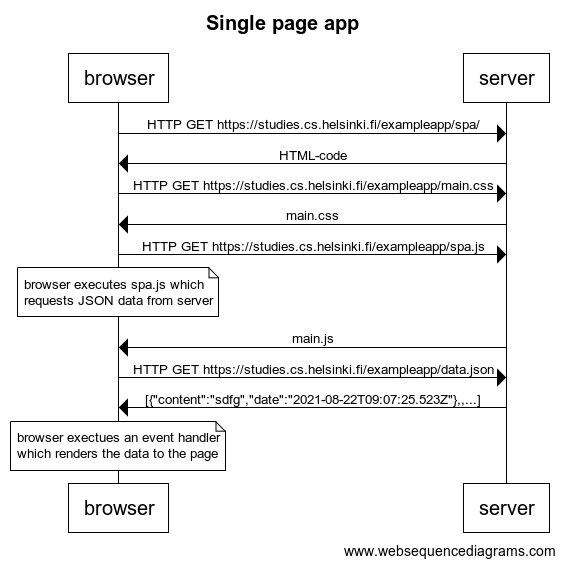 Single page app
browser
server
HTTP GET https://studies.cs.helsinki.fi/exampleapp/spa/
HTML-code
HTTP GET https://studies.cs.helsinki.fi/exampleapp/main.css
main.css
HTTP GET https://studies.cs.helsinki.fi/exampleapp/spa.js
browser executes spa.js which
requests JSON data from server
main.js
HTTP GET https://studies.cs.helsinki.fi/exampleapp/data.json
[{"content":"sdfg","date":"2021-08-22T09:07:25.523Z"},,...]
browser exectues an event handler
which renders the data to the page
browser
server
www.websequencediagrams.com